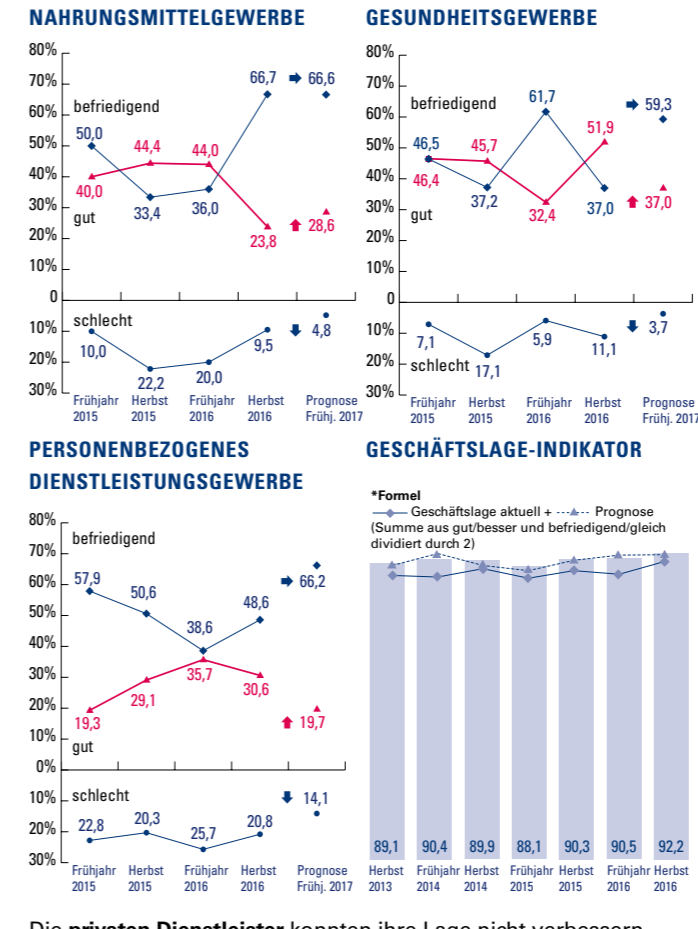 NAHRUNGSMITTELGEWERBE
80%
70%
60%
50%
40%
30%
20%
10%
0
10%
20%
30%
befriedigend
gut
schlecht
50,0
33,4
36,0
66,7
66,6
40,0
44,4
44,0
23,8
28,6
10,0
22,2
20,0
9,5
4,8
Frühjahr 2015
Herbst 2015
Frühjahr 2016
Herbst 2016
Prognose Frühj. 2017
GESUNDHEITSGEWERBE
80%
70%
60%
50%
40%
30%
20%
10%
0
10%
20%
30%
befriedigend
gut
schlecht
46,5
37,2
61,7
37,0
59,3
46,4
45,7
32,4
51,9
37,0
7,1
17,1
5,9
11,1
3,7
Frühjahr 2015
Herbst 2015
Frühjahr 2016
Herbst 2016
Prognose Frühj. 2017
PERSONENBEZOGENES
DIENSTLEISTUNGSGEWERBE
80%
70%
60%
50%
40%
30%
20%
10%
0%
10%
20%
30%
befriedigend
gut
schlecht
57,9
50,6
38,6
48,6
66,2
19,3
29,1
35,7
30,6
19,7
22,8
20,3
25,7
20,8
14,1
Frühjahr 2015
Herbst 2015
Frühjahr 2016
Herbst 2016
Prognose Frühj. 2017
GESCHÄFTSLAGE-INDIKATOR
*Formel
Geschäftslage aktuell + Prognose
(Summe aus gut/besser und befriedigend/gleich
dividiert durch 2)
89,1 90,4 89,9 88,1 90,3 90,5 92,2
Herbst Frühjahr Herbst Frühjahr Herbst Frühjahr Herbst
2013 2014 2014 2015 2015 2016 2016
Die privaten Dienstleister konnten ihre Lage nicht verbessern